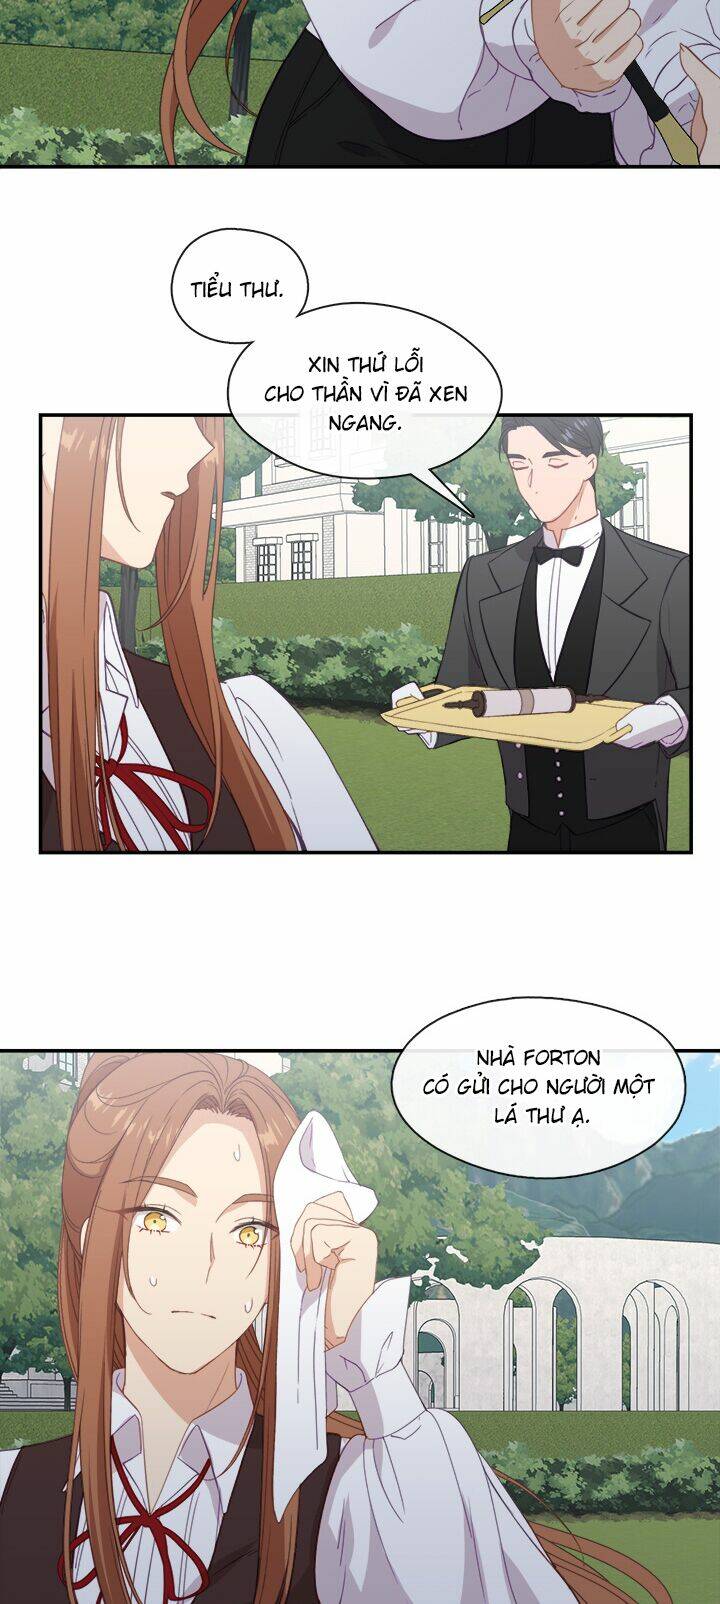 TIỂU THƯ.
XIN THỨ LỖI
CHO THẦN VÌ ĐÃ XEN
NGANG.
NHÀ FORTON
CÓ GỬI CHO NGƯỜI MỘT
LÁ THƯ Ạ.